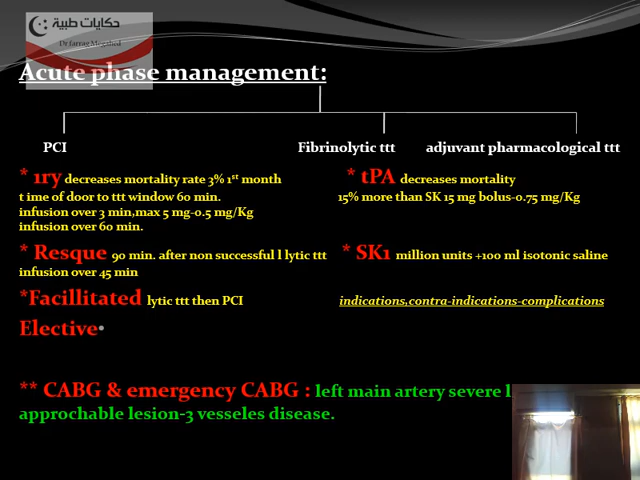 حكايات طبية
Dr farrag Megahed
Acute phase management:
PCI Fibrinolytic ttt adjuvant pharmacological ttt
* 1ry decreases mortality rate 3% 1st month * tPA decreases mortality
t ime of door to ttt window 60 min. 15% more than SK 15 mg bolus-0.75 mg/Kg
infusion over 3 min,max 5 mg-0.5 mg/Kg
infusion over 60 min.
* Resque 90 min. after non successful l lytic ttt * SK1 million units +100 ml isotonic saline
infusion over 45 min
*Facillitated lytic ttt then PCI indications,contra-indications-complications
Elective•
** CABG & emergency CABG : left main artery severe
approchable lesion-3 vesseles disease.